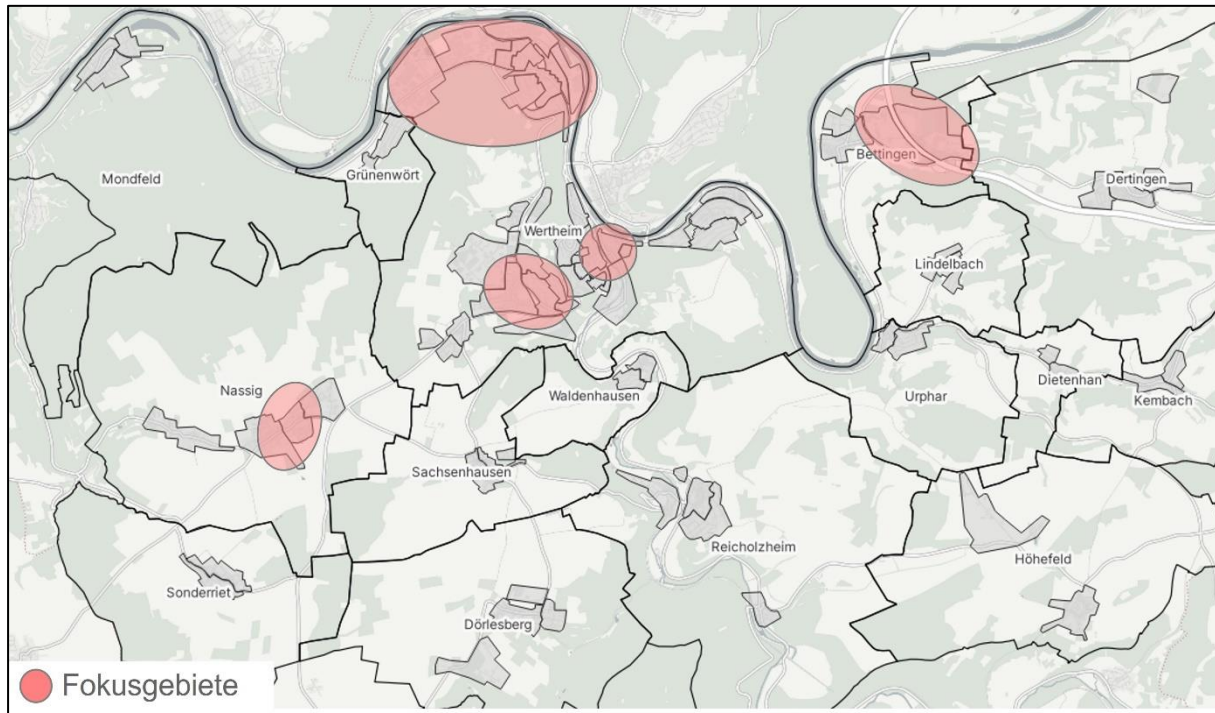 Mondfeld
Grünenwört
Bettingen
Dertingen
Wertheim
Lindelbach
Nassig
Waldenhausen
Urphar
Dietenhan
Kembach
Sachsenhausen
Reicholzheim
Höhefeld
Sonderriet
Dörlesberg
Fokusgebiete